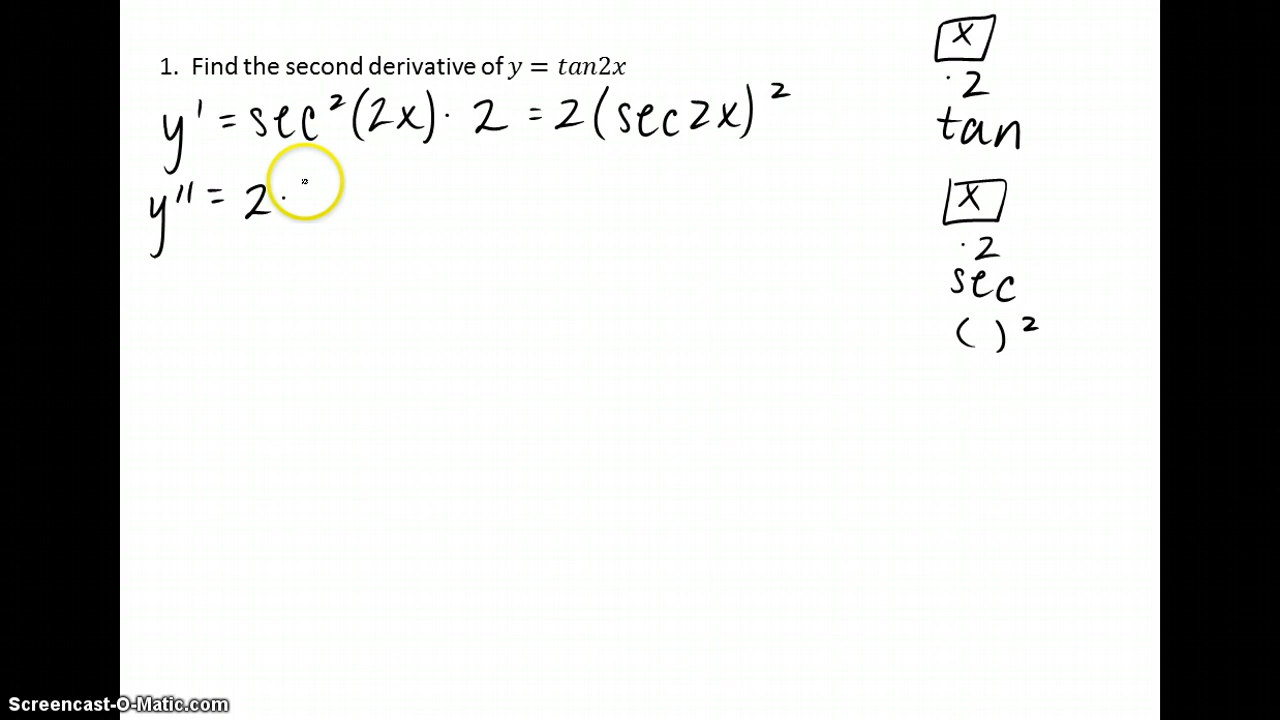 1. Find the second derivative of y = tan2x
y' = sec²(2x) · 2 = 2(sec2x)²
y'' = 2 ·
x
· 2
tan
x
· 2
sec
( )²
Screencast-O-Matic.com